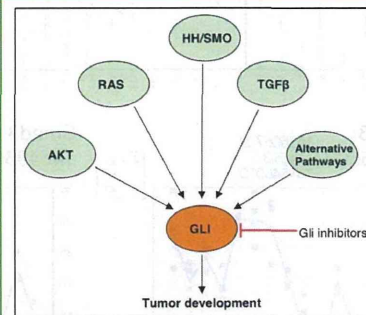 HH/SMO
RAS
TGFβ
AKT
Alternative
Pathways
GLI
Gli inhibitors
Tumor development